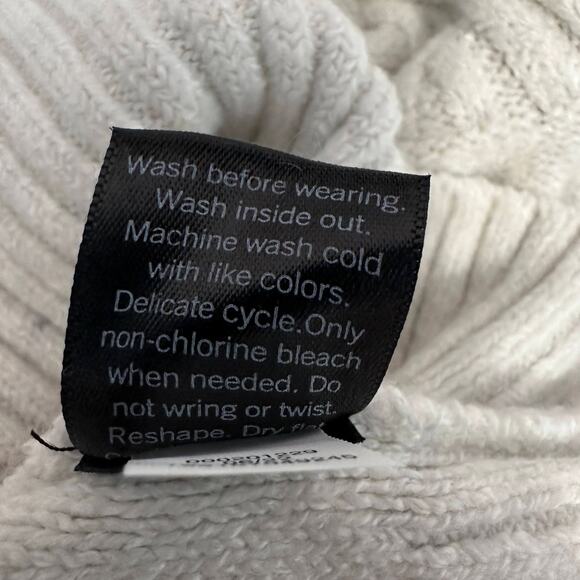 Wash before wearing.
Wash inside out.
Machine wash cold
with like colors.
Delicate cycle.Only
non-chlorine bleach
when needed. Do
not wring or twist.
Reshape. Dry flat
000201229